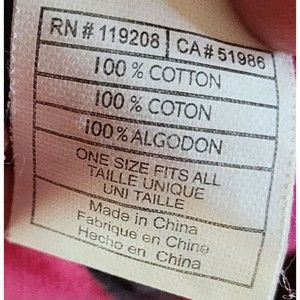 RN # 119208 CA # 51986
100 % COTTON
100 % COTON
100 % ALGODON
ONE SIZE FITS ALL
TAILLE UNIQUE
UNI TAILLE
Made in China
Fabrique en China
Hecho en China